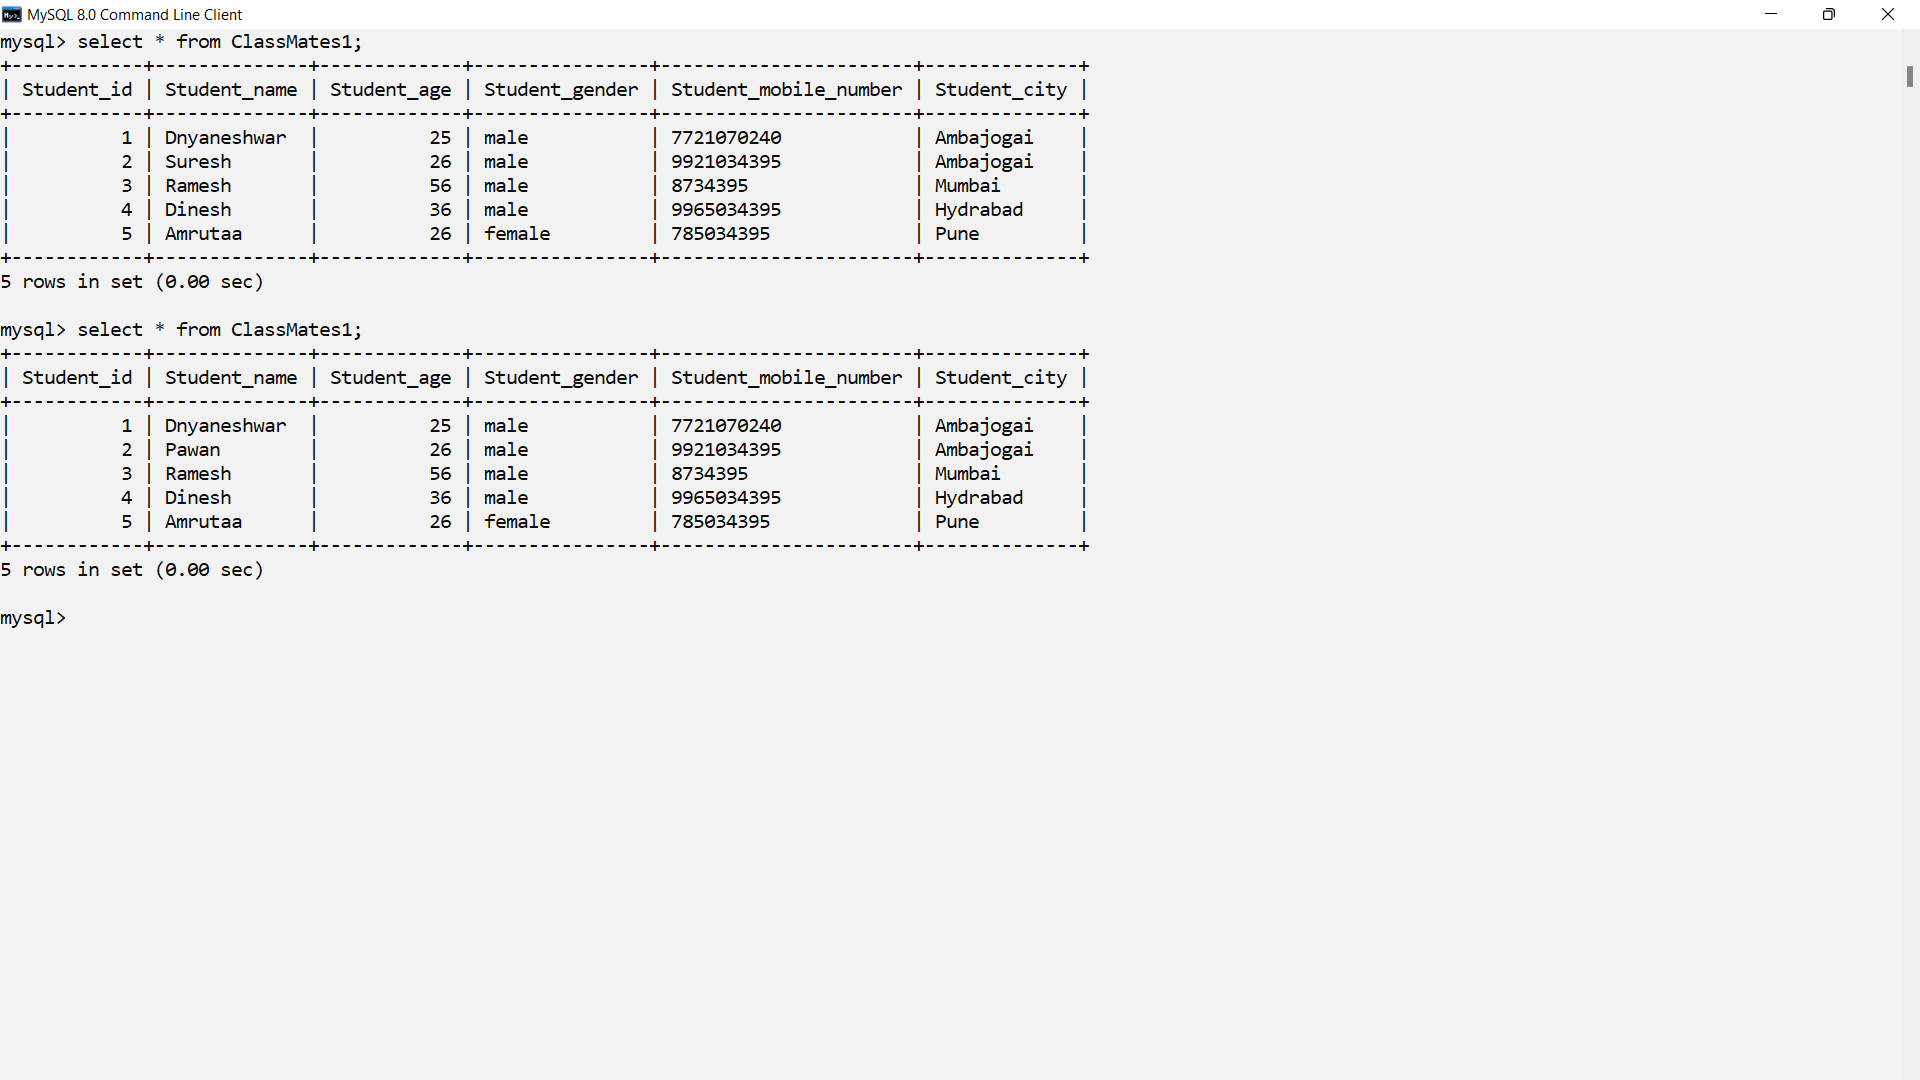 MySQL 8.0 Command Line Client
mysql> select * from ClassMates1;
+------------+--------------+-------------+----------------+-----------------------+--------------+
| Student_id | Student_name | Student_age | Student_gender | Student_mobile_number | Student_city |
+------------+--------------+-------------+----------------+-----------------------+--------------+
|          1 | Dnyaneshwar  |          25 | male           | 7721070240            | Ambajogai    |
|          2 | Suresh       |          26 | male           | 9921034395            | Ambajogai    |
|          3 | Ramesh       |          56 | male           | 8734395               | Mumbai       |
|          4 | Dinesh       |          36 | male           | 9965034395            | Hydrabad     |
|          5 | Amrutaa      |          26 | female         | 785034395             | Pune         |
+------------+--------------+-------------+----------------+-----------------------+--------------+
5 rows in set (0.00 sec)
mysql> select * from ClassMates1;
+------------+--------------+-------------+----------------+-----------------------+--------------+
| Student_id | Student_name | Student_age | Student_gender | Student_mobile_number | Student_city |
+------------+--------------+-------------+----------------+-----------------------+--------------+
|          1 | Dnyaneshwar  |          25 | male           | 7721070240            | Ambajogai    |
|          2 | Pawan        |          26 | male           | 9921034395            | Ambajogai    |
|          3 | Ramesh       |          56 | male           | 8734395               | Mumbai       |
|          4 | Dinesh       |          36 | male           | 9965034395            | Hydrabad     |
|          5 | Amrutaa      |          26 | female         | 785034395             | Pune         |
+------------+--------------+-------------+----------------+-----------------------+--------------+
5 rows in set (0.00 sec)
mysql>